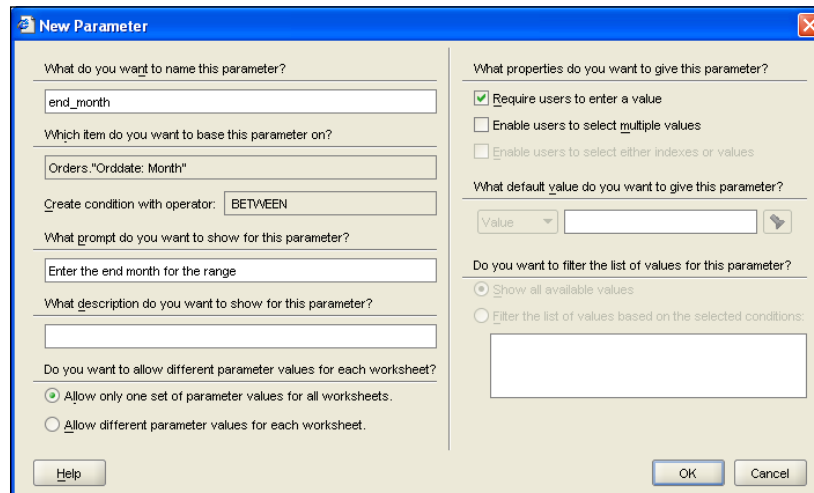 New Parameter
What do you want to name this parameter?
end_month
Which item do you want to base this parameter on?
Orders."Orddate: Month"
Create condition with operator: BETWEEN
What prompt do you want to show for this parameter?
Enter the end month for the range
What description do you want to show for this parameter?
Do you want to allow different parameter values for each worksheet?
Allow only one set of parameter values for all worksheets.
Allow different parameter values for each worksheet.
Help
What properties do you want to give this parameter?
Require users to enter a value
Enable users to select multiple values
Enable users to select either indexes or values
What default value do you want to give this parameter?
Value
Do you want to filter the list of values for this parameter?
Show all available values
Filter the list of values based on the selected conditions:
OK
Cancel